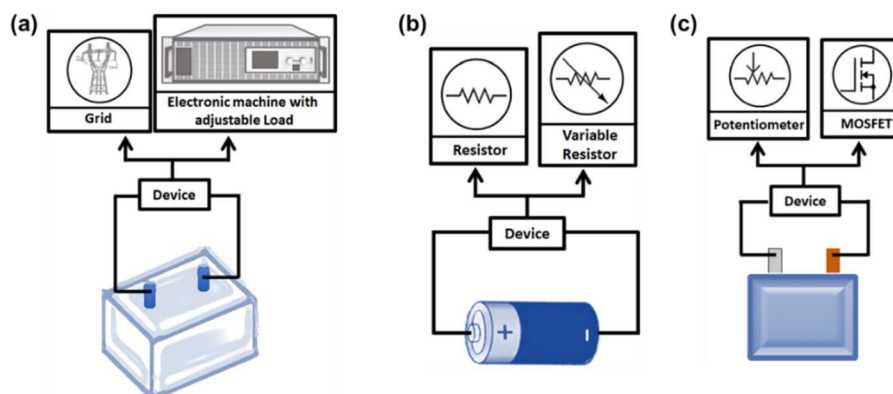 (a)
Grid
Electronic machine with
adjustable Load
Device
(b)
Resistor
Variable
Resistor
Device
+
(c)
Potentiometer
MOSFET
Device